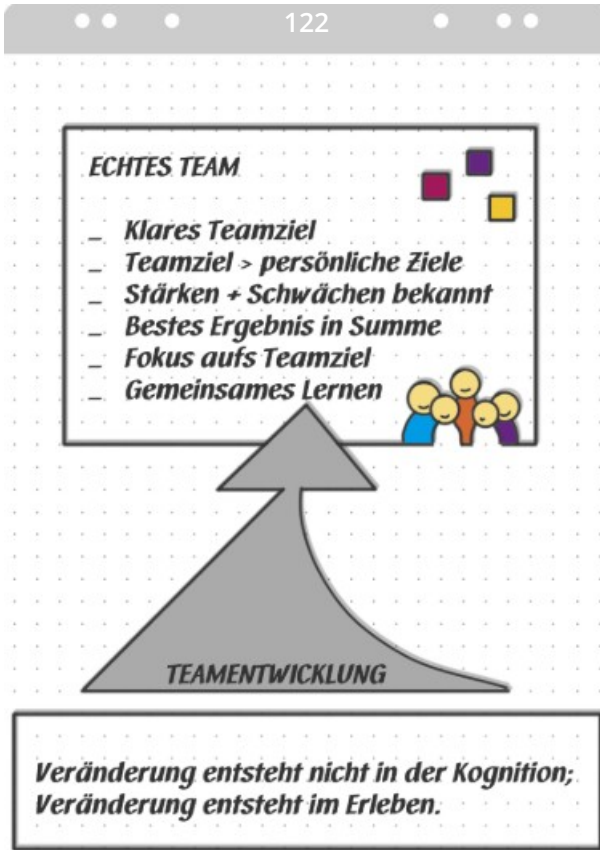 122
ECHTES TEAM
_ Klares Teamziel
_ Teamziel > persönliche Ziele
_ Stärken + Schwächen bekannt
_ Bestes Ergebnis in Summe
_ Fokus aufs Teamziel
_ Gemeinsames Lernen
TEAMENTWICKLUNG
Veränderung entsteht nicht in der Kognition;
Veränderung entsteht im Erleben.